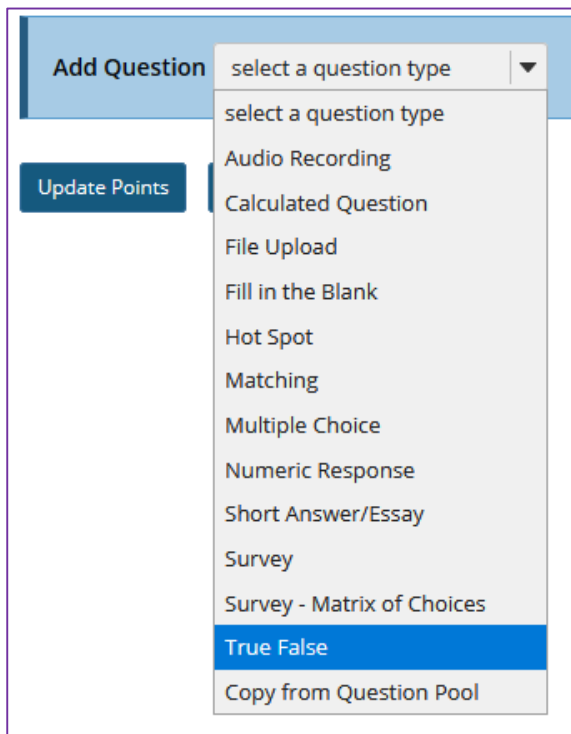 Add Question select a question type
select a question type
Audio Recording
Update Points
Calculated Question
File Upload
Fill in the Blank
Hot Spot
Matching
Multiple Choice
Numeric Response
Short Answer/Essay
Survey
Survey - Matrix of Choices
True False
Copy from Question Pool